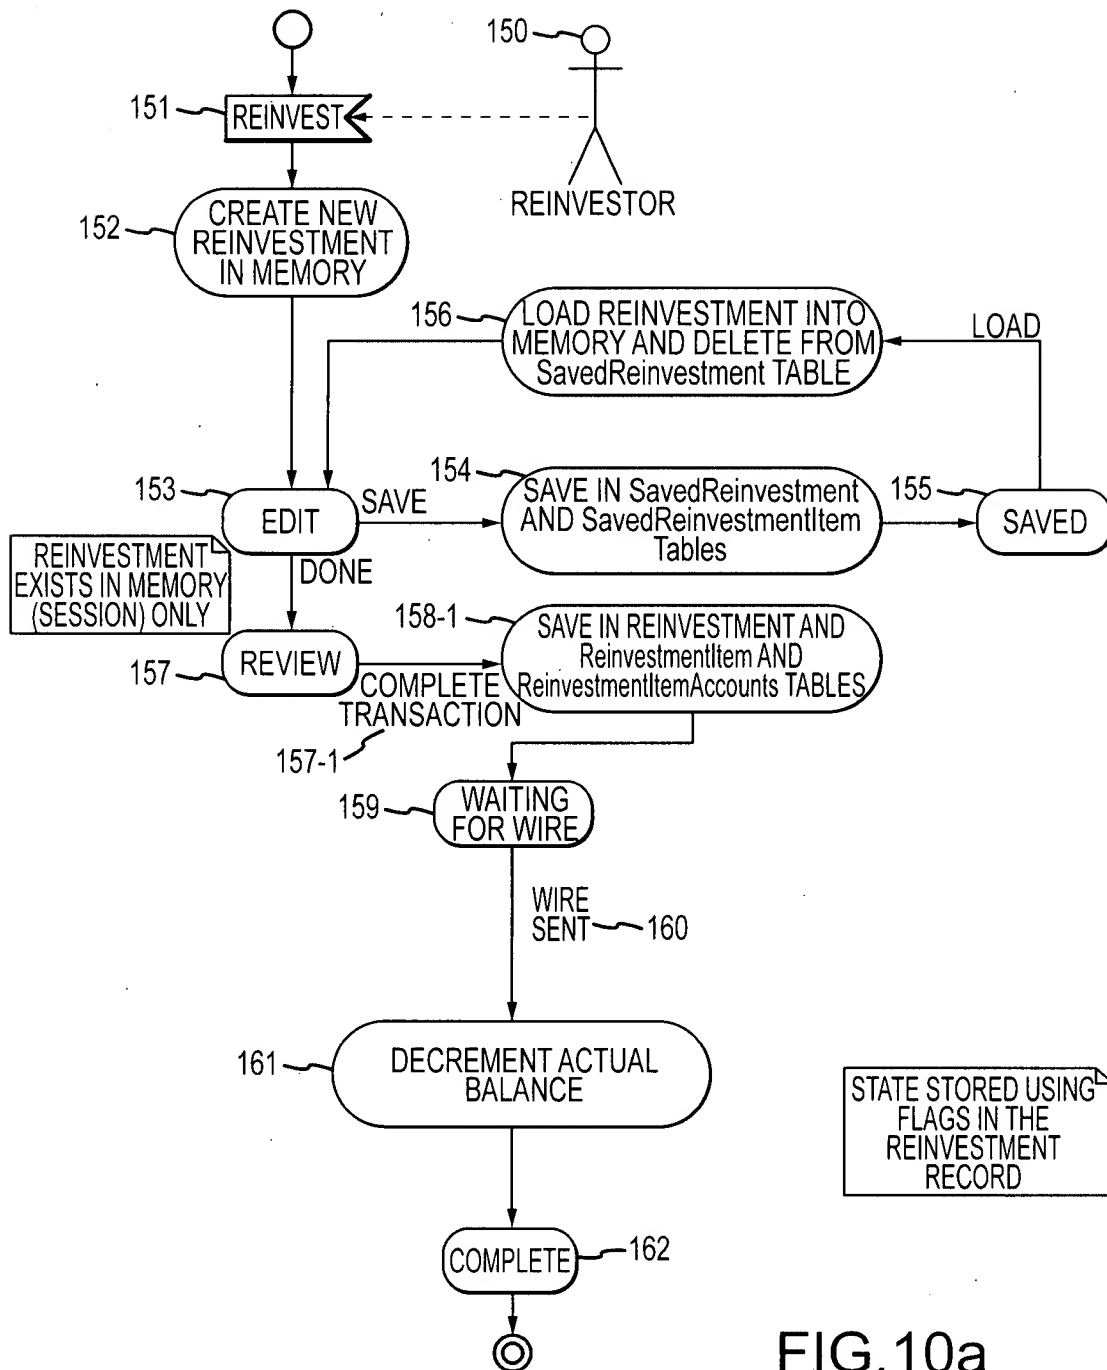 150
151
REINVEST
REINVESTOR
152
CREATE NEW
REINVESTMENT
IN MEMORY
156
LOAD REINVESTMENT INTO
MEMORY AND DELETE FROM
SavedReinvestment TABLE
LOAD
153
EDIT
SAVE
154
SAVE IN SavedReinvestment
AND SavedReinvestmentItem
Tables
155
SAVED
REINVESTMENT
EXISTS IN MEMORY
(SESSION) ONLY
DONE
157
REVIEW
COMPLETE
TRANSACTION
157-1
158-1
SAVE IN REINVESTMENT AND
ReinvestmentItem AND
ReinvestmentItemAccounts TABLES
159
WAITING
FOR WIRE
WIRE
SENT
160
161
DECREMENT ACTUAL
BALANCE
STATE STORED USING
FLAGS IN THE
REINVESTMENT
RECORD
COMPLETE
162
FIG.10a